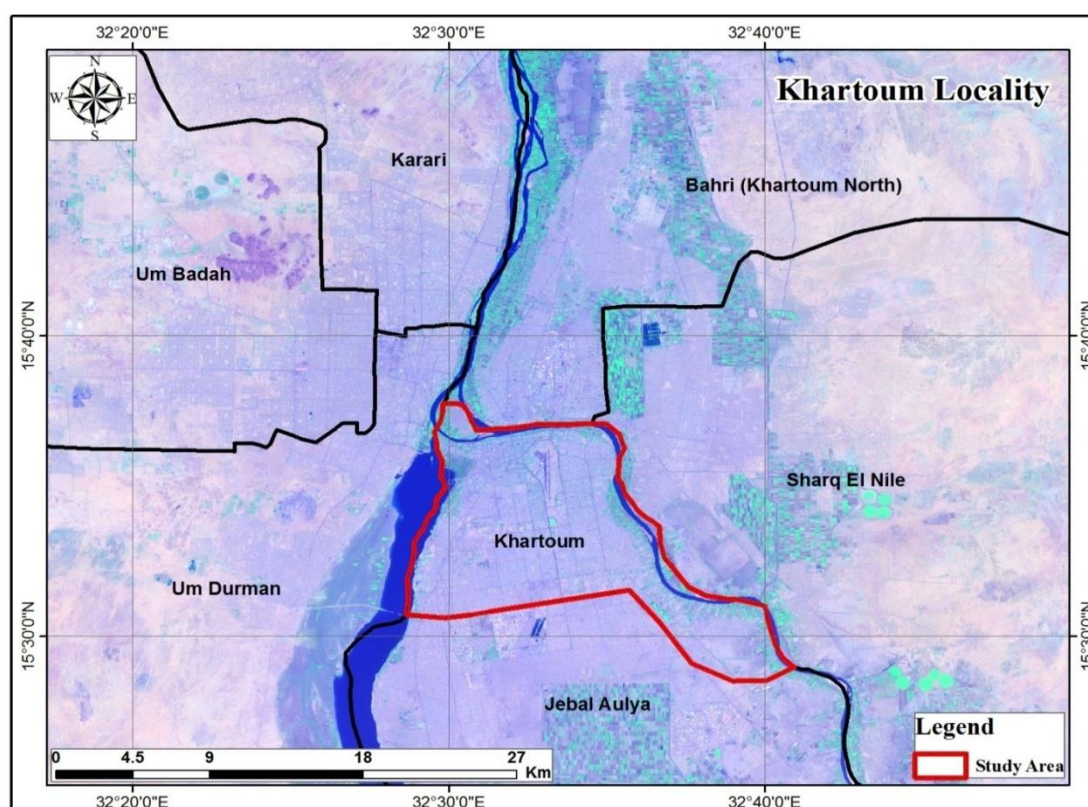 32°20'0"E
32°30'0"E
32°40'0"E
N
W
E
S
Khartoum Locality
Karari
Bahri (Khartoum North)
Um Badah
15°40'0"N
15°40'0"N
Sharq El Nile
Khartoum
Um Durman
15°30'0"N
15°30'0"N
Jebal Aulya
Legend
Study Area
0
4.5
9
18
27
Km
32°20'0"E
32°30'0"E
32°40'0"E